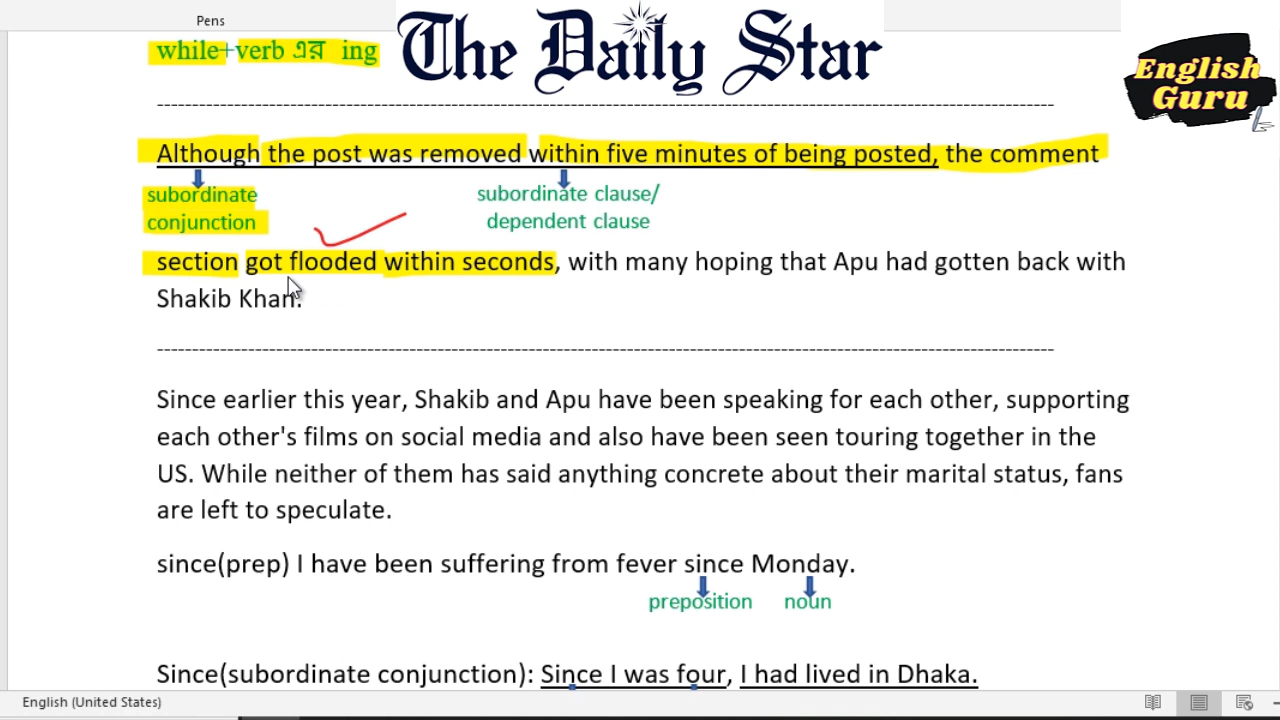 Pens
while+verb এর ing
The Daily Star
English
Guru
Although the post was removed within five minutes of being posted, the comment
subordinate subordinate clause/
conjunction dependent clause
section got flooded within seconds, with many hoping that Apu had gotten back with
Shakib Khan.
Since earlier this year, Shakib and Apu have been speaking for each other, supporting
each other's films on social media and also have been seen touring together in the
US. While neither of them has said anything concrete about their marital status, fans
are left to speculate.
since(prep) I have been suffering from fever since Monday.
preposition noun
Since(subordinate conjunction): Since I was four, I had lived in Dhaka.
English (United States)